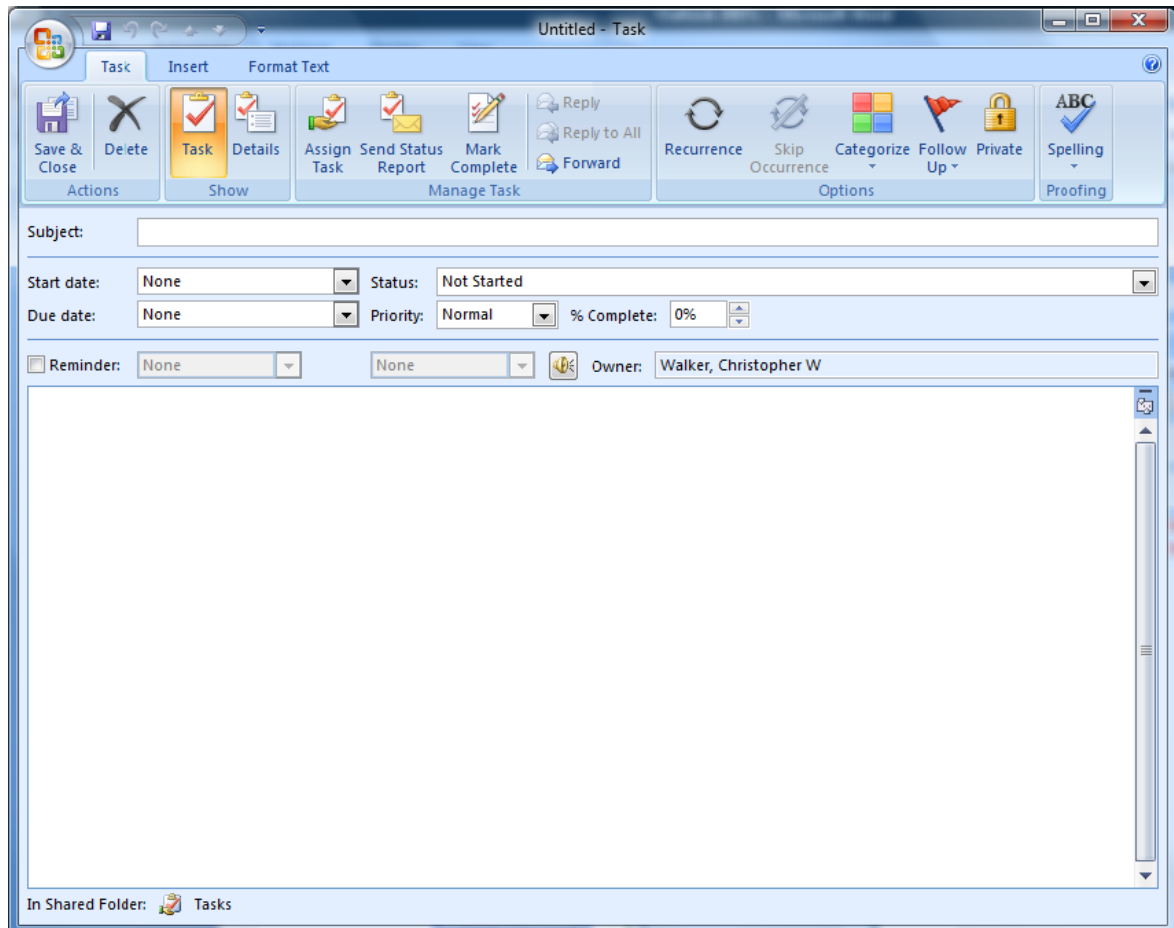 Untitled - Task
Task Insert Format Text
Save & Close Delete Task Details Assign Task Send Status Report Mark Complete Reply Reply to All Forward Recurrence Skip Occurrence Categorize Follow Up Private ABC Spelling
Actions Show Manage Task Options Proofing
Subject:
Start date: None Status: Not Started
Due date: None Priority: Normal % Complete: 0%
Reminder: None None Owner: Walker, Christopher W
In Shared Folder: Tasks